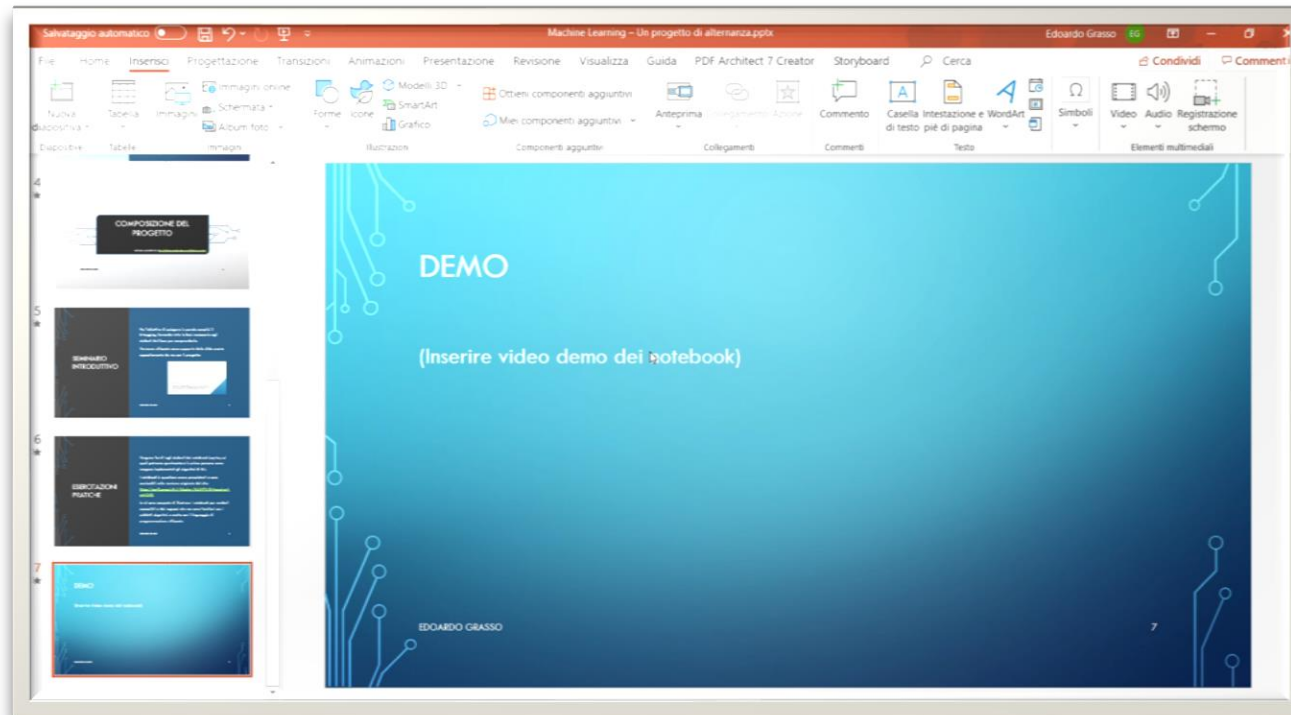 Salvataggio automatico
Machine Learning – Un progetto di alternanza.pptx
Edoardo Grasso EG
File Home Inserisci Progettazione Transizioni Animazioni Presentazione Revisione Visualizza Guida PDF Architect 7 Creator Storyboard Cerca Condividi Commenti
Nuova diapositiva
Tabella
Immagini
Immagini online
Schermata
Album foto
Forme
Icone
Modelli 3D
SmartArt
Grafico
Ottieni componenti aggiuntivi
Miei componenti aggiuntivi
Anteprima
Collegamento
Azione
Commento
Casella di testo
Intestazione e piè di pagina
WordArt
Simboli
Video
Audio
Registrazione schermo
Diapositive Tabelle Immagini Illustrazioni Componenti aggiuntivi Collegamenti Commenti Testo Elementi multimediali
4
COMPOSIZIONE DEL
PROGETTO
5
SEMINARIO
INTRODUTTIVO
6
ESERCITAZIONI
PRATICHE
7
DEMO
DEMO
(Inserire video demo dei notebook)
EDOARDO GRASSO
7